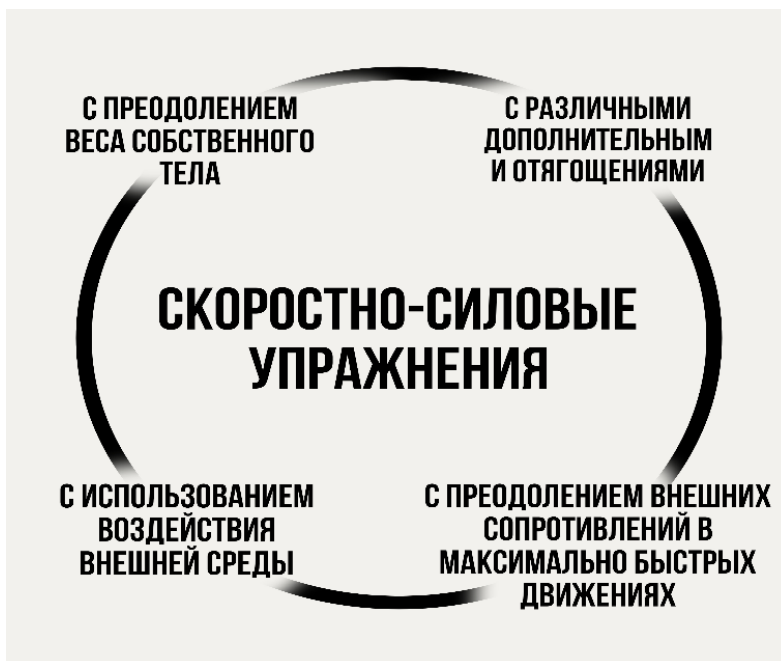 С ПРЕОДОЛЕНИЕМ
ВЕСА СОБСТВЕННОГО
ТЕЛА
С РАЗЛИЧНЫМИ
ДОПОЛНИТЕЛЬНЫМ
И ОТЯГОЩЕНИЯМИ
СКОРОСТНО-СИЛОВЫЕ
УПРАЖНЕНИЯ
С ИСПОЛЬЗОВАНИЕМ
ВОЗДЕЙСТВИЯ
ВНЕШНЕЙ СРЕДЫ
С ПРЕОДОЛЕНИЕМ ВНЕШНИХ
СОПРОТИВЛЕНИЙ В
МАКСИМАЛЬНО БЫСТРЫХ
ДВИЖЕНИЯХ